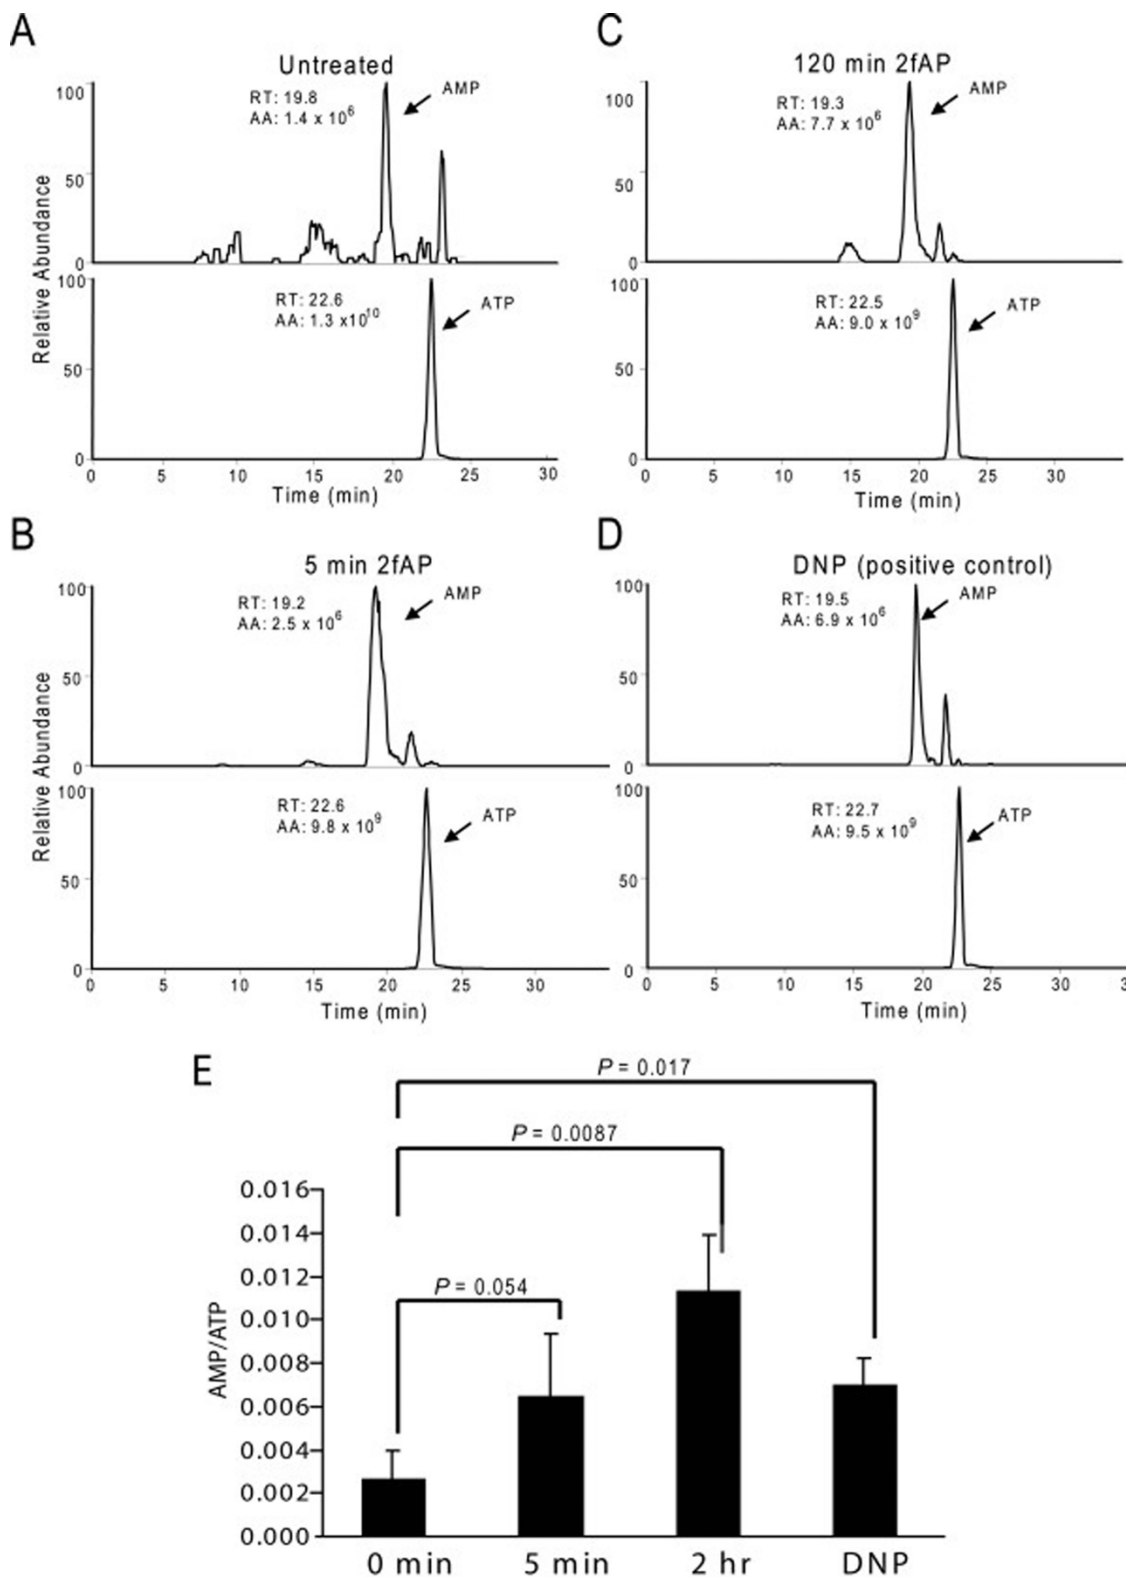 A
Untreated
100
RT: 19.8
AA: 1.4 x 10⁶
AMP
50
0
100
RT: 22.6
AA: 1.3 x10¹⁰
ATP
50
0
Relative Abundance
0 5 10 15 20 25 30
Time (min)
C
120 min 2fAP
100
RT: 19.3
AA: 7.7 x 10⁶
AMP
50
0
100
RT: 22.5
AA: 9.0 x 10⁹
ATP
50
0
0 5 10 15 20 25 30
Time (min)
B
5 min 2fAP
100
RT: 19.2
AA: 2.5 x 10⁶
AMP
50
0
100
RT: 22.6
AA: 9.8 x 10⁹
ATP
50
0
Relative Abundance
0 5 10 15 20 25 30
Time (min)
D
DNP (positive control)
100
RT: 19.5
AA: 6.9 x 10⁶
AMP
50
0
100
RT: 22.7
AA: 9.5 x 10⁹
ATP
50
0
0 5 10 15 20 25 30 3
Time (min)
E
P = 0.017
P = 0.0087
P = 0.054
0.016
0.014
0.012
0.010
0.008
0.006
0.004
0.002
0.000
AMP/ATP
0 min 5 min 2 hr DNP